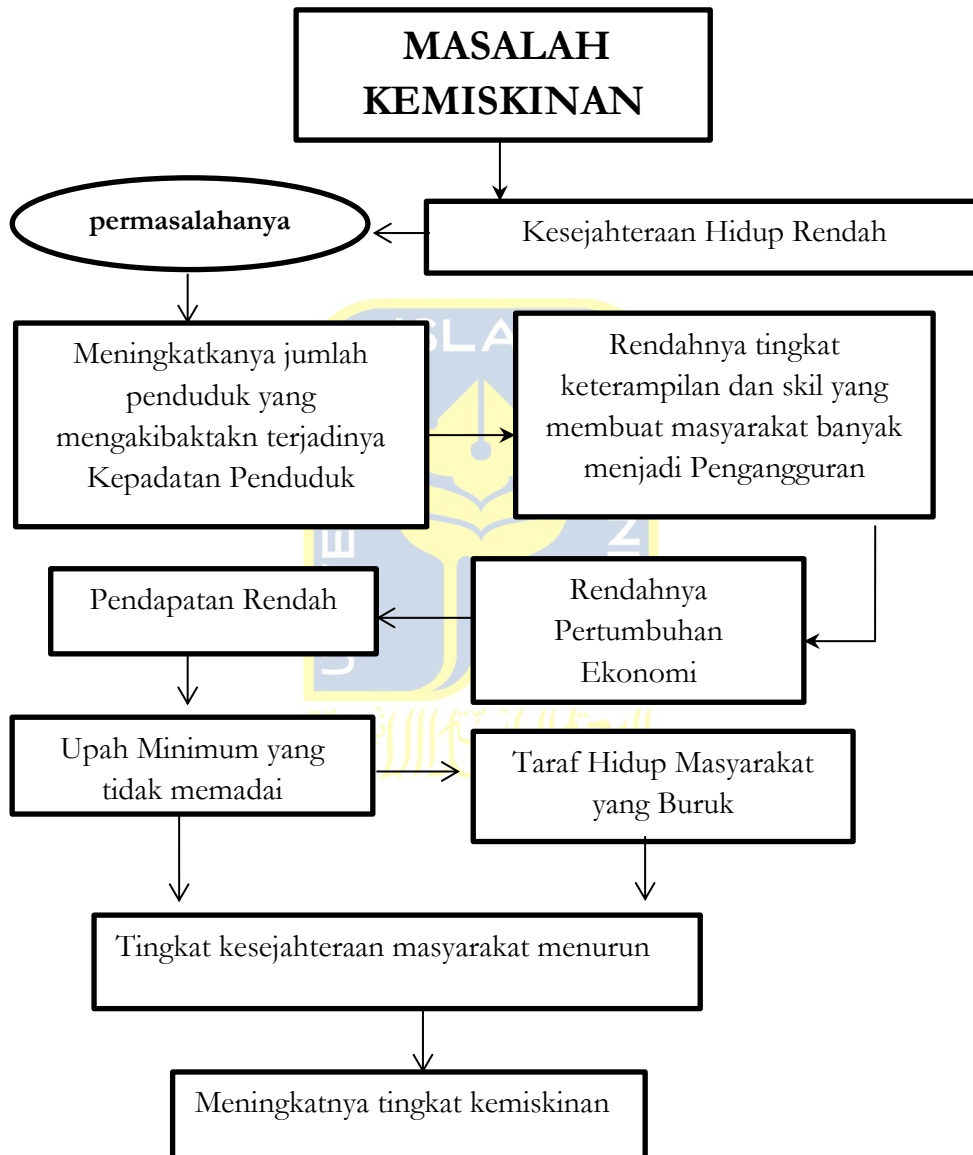 MASALAH
KEMISKINAN
Kesejahteraan Hidup Rendah
permasalahanya
Meningkatkanya jumlah
penduduk yang
mengakibaktakn terjadinya
Kepadatan Penduduk
Rendahnya tingkat
keterampilan dan skil yang
membuat masyarakat banyak
menjadi Pengangguran
Rendahnya
Pertumbuhan
Ekonomi
Pendapatan Rendah
Upah Minimum yang
tidak memadai
Taraf Hidup Masyarakat
yang Buruk
Tingkat kesejahteraan masyarakat menurun
Meningkatnya tingkat kemiskinan